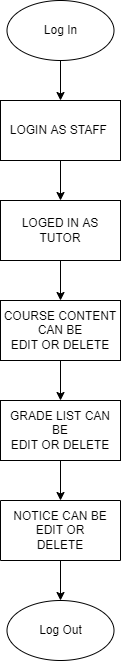 Log In
LOGIN AS STAFF
LOGED IN AS
TUTOR
COURSE CONTENT
CAN BE
EDIT OR DELETE
GRADE LIST CAN
BE
EDIT OR DELETE
NOTICE CAN BE
EDIT OR
DELETE
Log Out